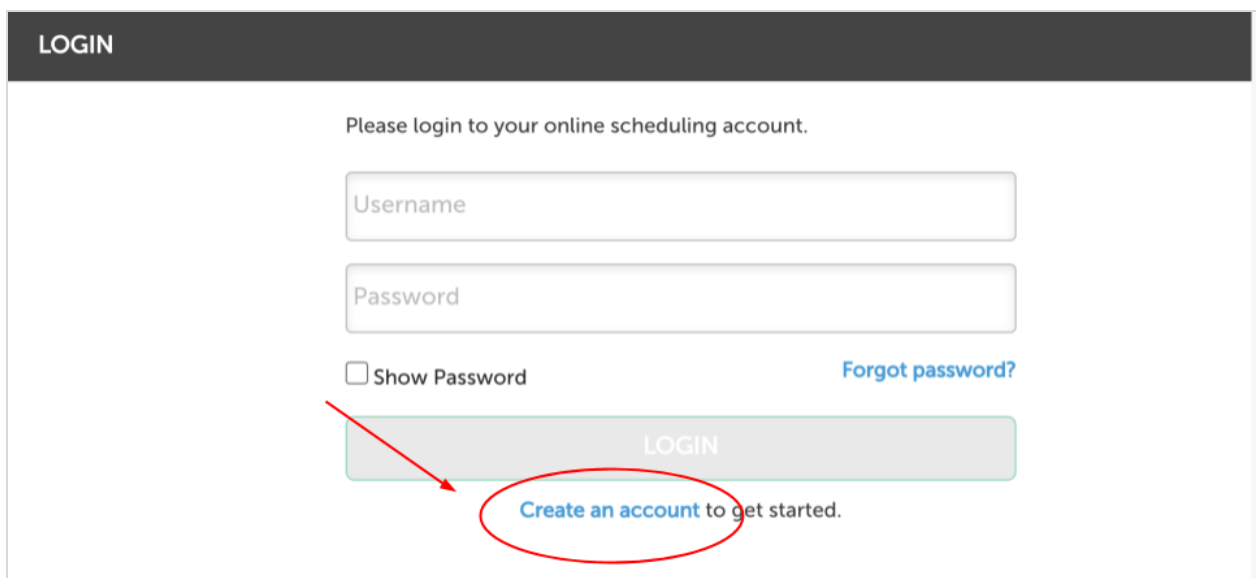 LOGIN
Please login to your online scheduling account.
Username
Password
Show Password
Forgot password?
LOGIN
Create an account to get started.